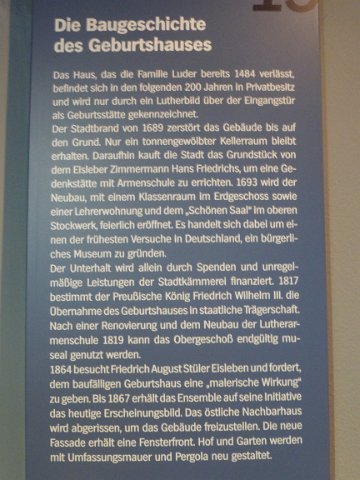 Die Baugeschichte
des Geburtshauses
Das Haus, das die Familie Luder bereits 1484 verlässt,
befindet sich in den folgenden 200 Jahren in Privatbesitz
und wird nur durch ein Lutherbild über der Eingangstür
als Geburtsstätte gekennzeichnet.
Der Stadtbrand von 1689 zerstört das Gebäude bis auf
den Grund. Nur ein tonnengewölbter Kellerraum bleibt
erhalten. Daraufhin kauft die Stadt das Grundstück von
dem Eisleber Zimmermann Hans Friedrichs, um eine Ge-
denkstätte mit Armenschule zu errichten. 1693 wird der
Neubau, mit einem Klassenraum im Erdgeschoss sowie
einer Lehrerwohnung und dem „Schönen Saal" im oberen
Stockwerk, feierlich eröffnet. Es handelt sich dabei um ei-
nen der frühesten Versuche in Deutschland, ein bürgerli-
ches Museum zu gründen.
Der Unterhalt wird allein durch Spenden und unregel-
mäßige Leistungen der Stadtkämmerei finanziert. 1817
bestimmt der Preußische König Friedrich Wilhelm III. die
Übernahme des Geburtshauses in staatliche Trägerschaft.
Nach einer Renovierung und dem Neubau der Lutherar-
menschule 1819 kann das Obergeschoß endgültig mu-
seal genutzt werden.
1864 besucht Friedrich August Stüler Eisleben und fordert,
dem baufälligen Geburtshaus eine „malerische Wirkung"
zu geben. Bis 1867 erhält das Ensemble auf seine Initiative
das heutige Erscheinungsbild. Das östliche Nachbarhaus
wird abgerissen, um das Gebäude freizustellen. Die neue
Fassade erhält eine Fensterfront. Hof und Garten werden
mit Umfassungsmauer und Pergola neu gestaltet.